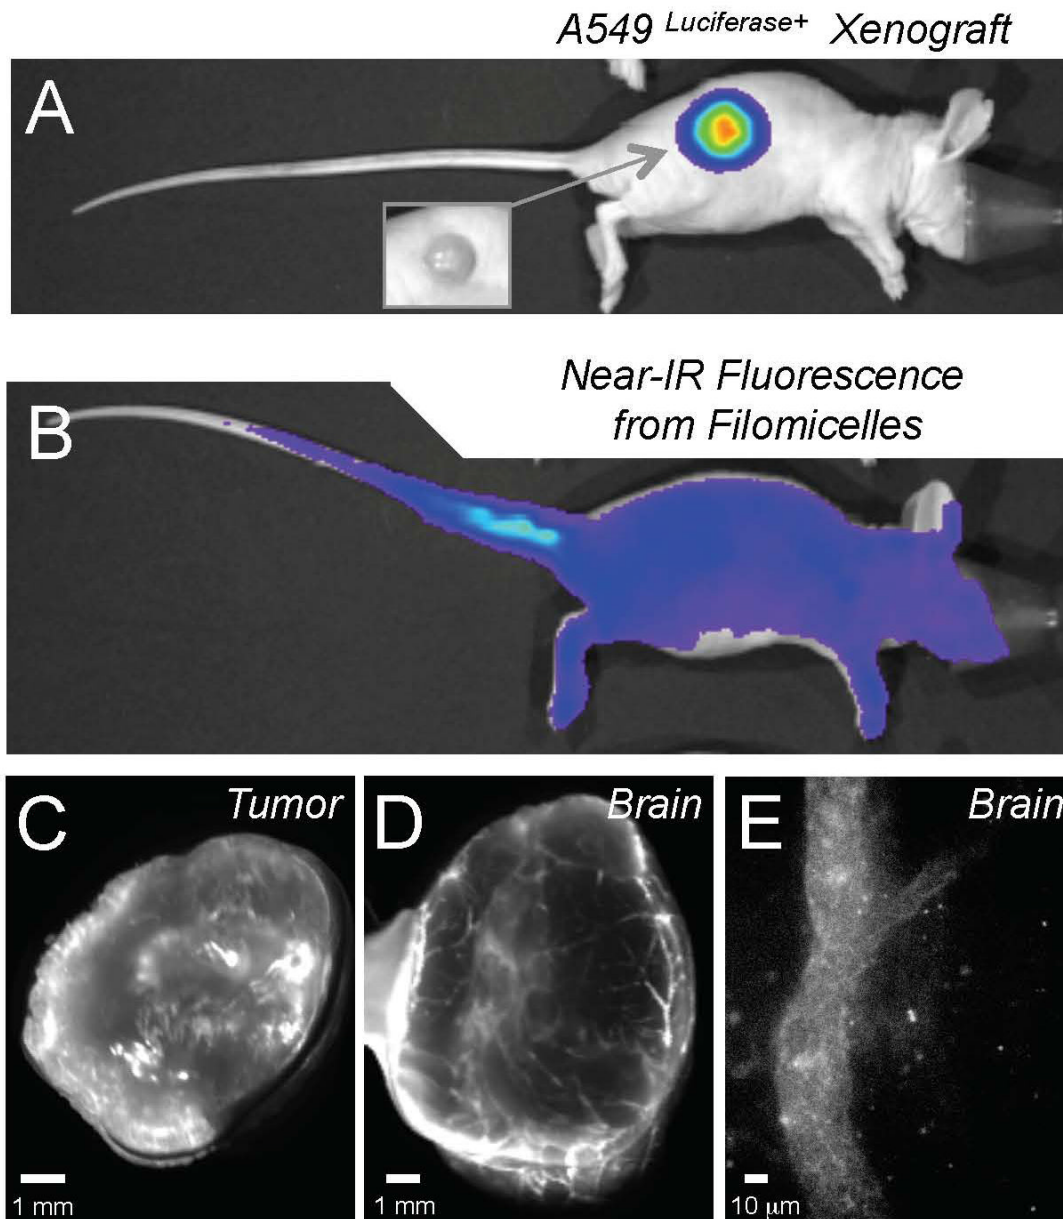 A549 Luciferase+ Xenograft
A
Near-IR Fluorescence
from Filomicelles
B
C
Tumor
D
Brain
E
Brain
1 mm
1 mm
10 μm